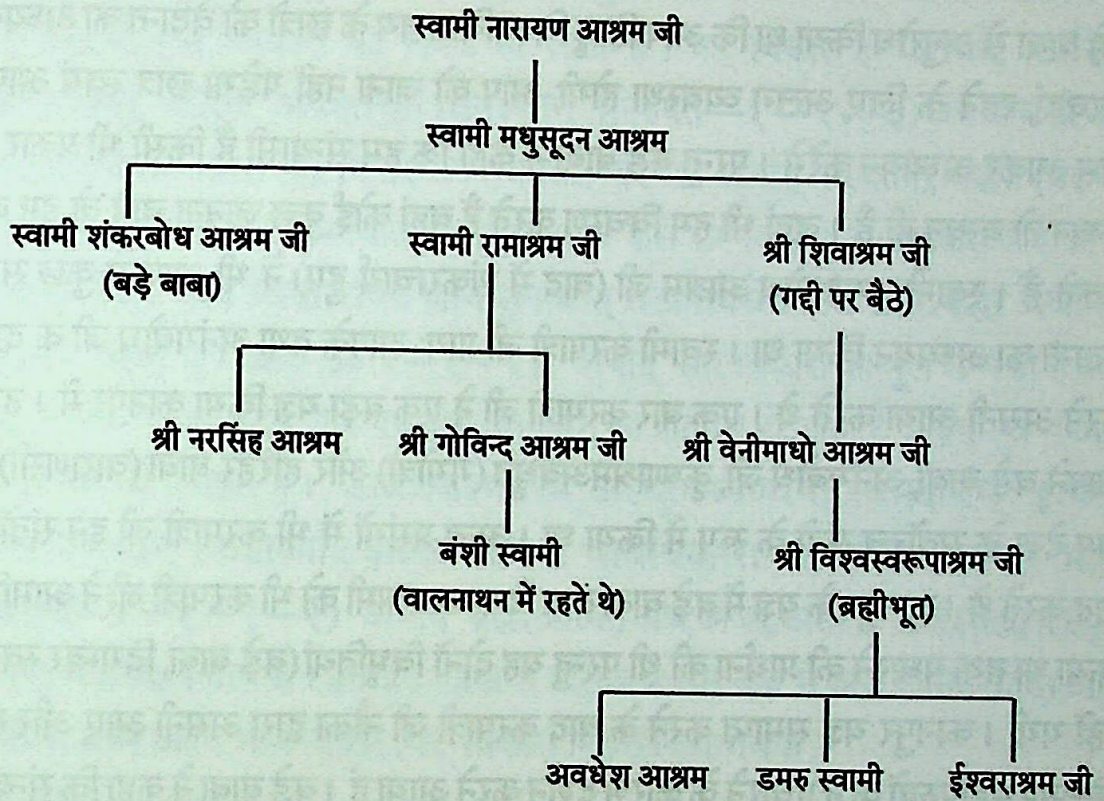 स्वामी नारायण आश्रम जी
स्वामी मधुसूदन आश्रम
स्वामी शंकरबोध आश्रम जी
(बड़े बाबा)
स्वामी रामाश्रम जी
श्री शिवाश्रम जी
(गद्दी पर बैठे)
श्री नरसिंह आश्रम
श्री गोविन्द आश्रम जी
श्री वेनीमाधो आश्रम जी
बंशी स्वामी
(वालनाथन में रहतें थे)
श्री विश्वस्वरूपाश्रम जी
(ब्रह्मीभूत)
अवधेश आश्रम
डमरु स्वामी
ईश्वराश्रम जी